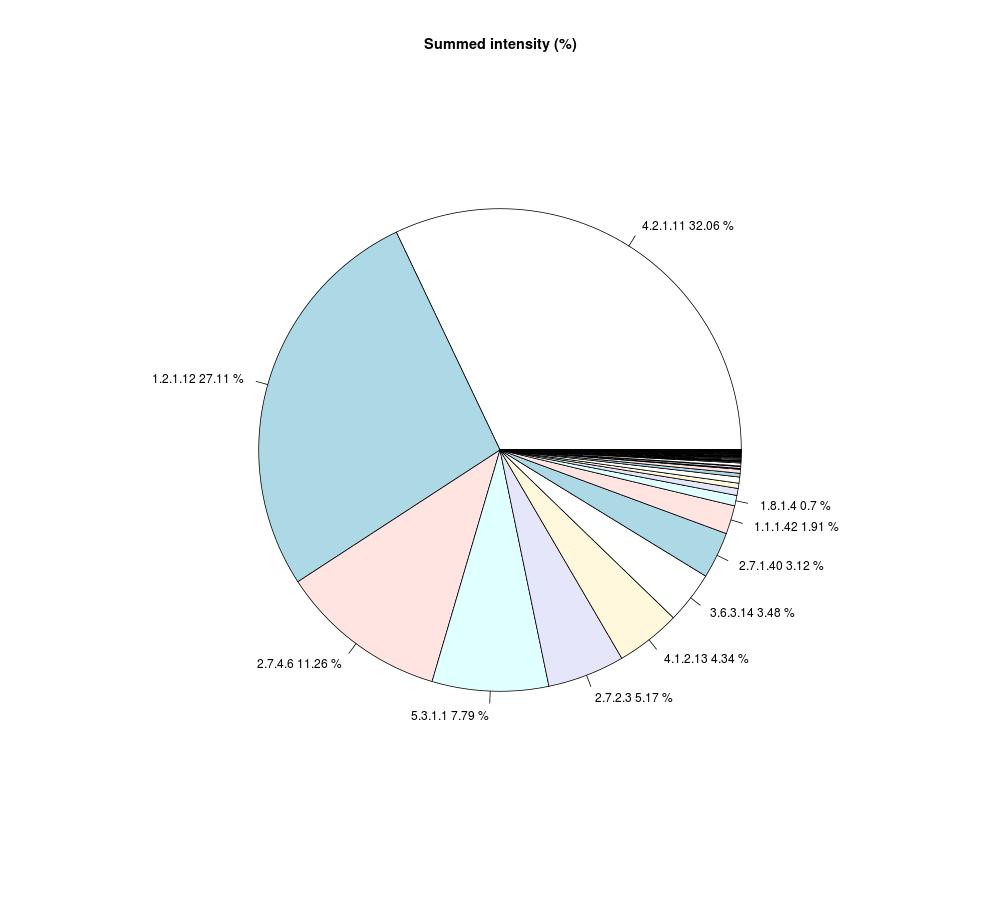 Summed intensity (%)
4.2.1.11 32.06 %
1.2.1.12 27.11 %
2.7.4.6 11.26 %
5.3.1.1 7.79 %
2.7.2.3 5.17 %
4.1.2.13 4.34 %
3.6.3.14 3.48 %
2.7.1.40 3.12 %
1.1.1.42 1.91 %
1.8.1.4 0.7 %